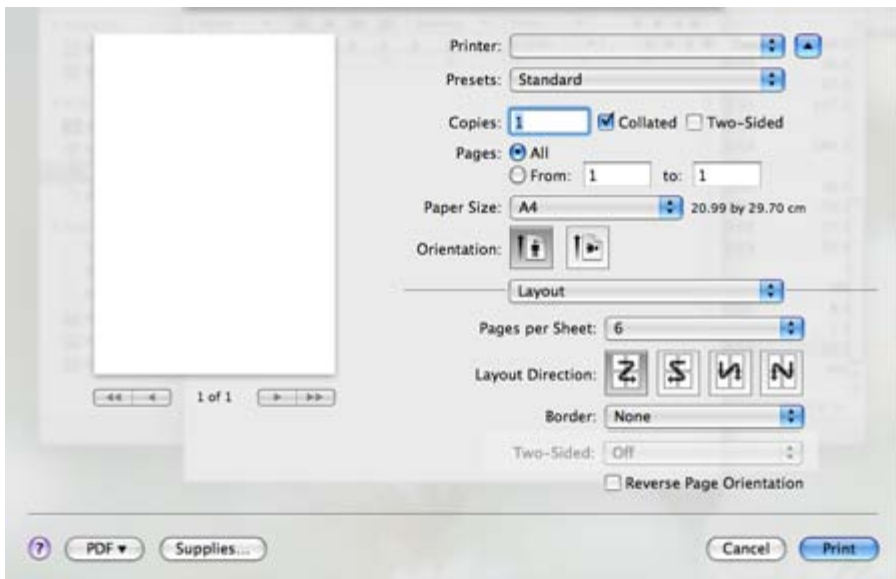 Printer:
Presets: Standard
Copies: 1 Collated Two-Sided
Pages: All
From: 1 to: 1
Paper Size: A4 20.99 by 29.70 cm
Orientation:
Layout
Pages per Sheet: 6
Layout Direction:
1 of 1
Border: None
Two-Sided: Off
Reverse Page Orientation
? PDF Supplies... Cancel Print